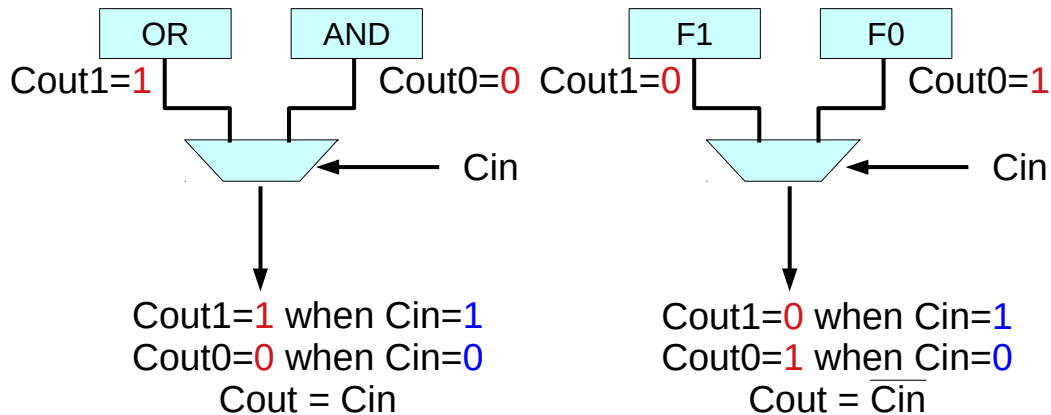 OR
AND
Cout1=1
Cout0=0
Cin
Cout1=1 when Cin=1
Cout0=0 when Cin=0
Cout = Cin
F1
F0
Cout1=0
Cout0=1
Cin
Cout1=0 when Cin=1
Cout0=1 when Cin=0
Cout = C̅i̅n̅